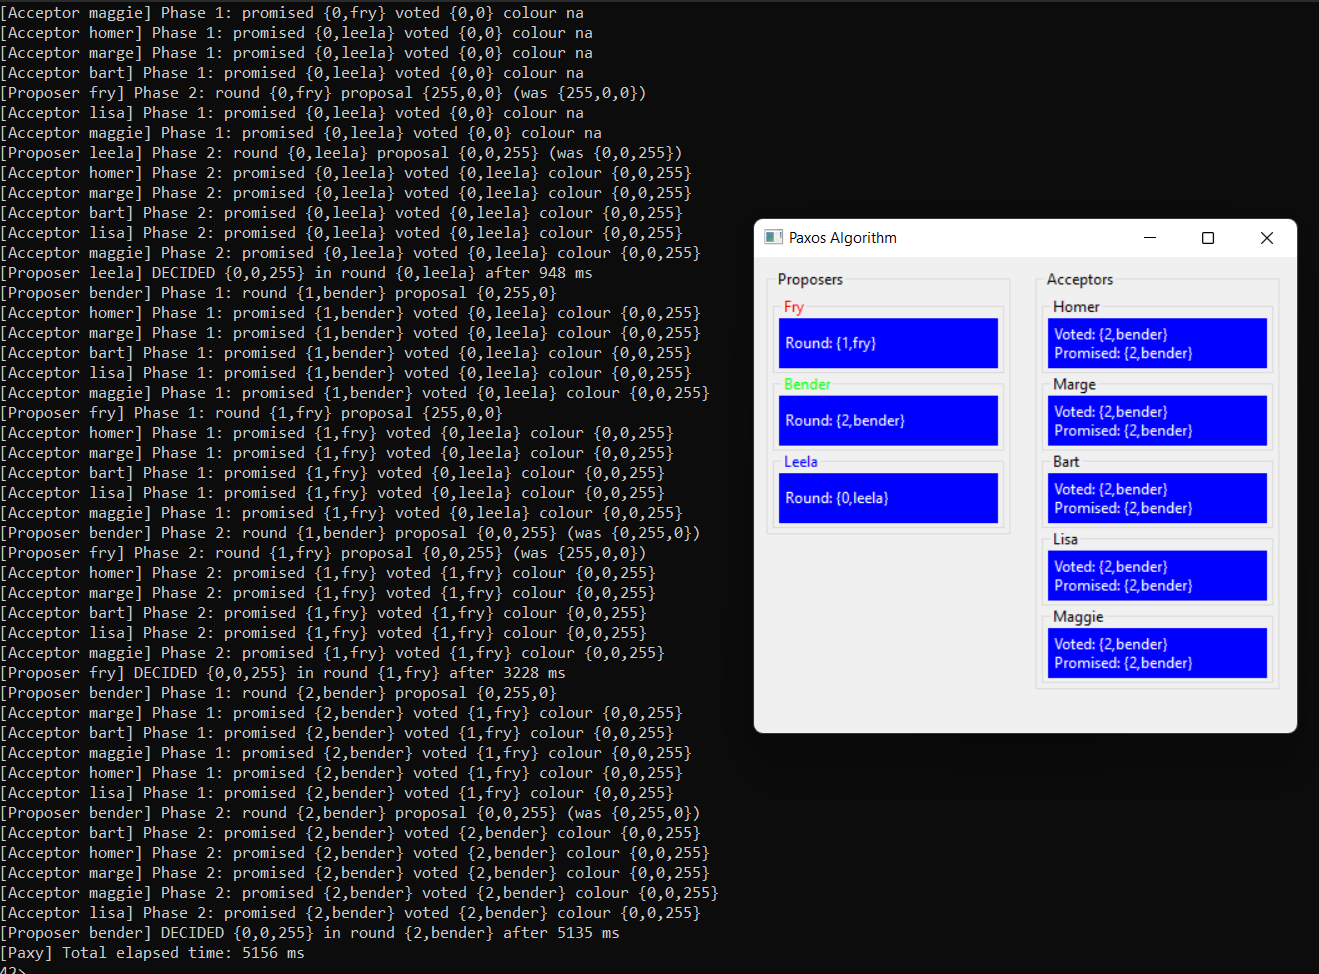 [Acceptor maggie] Phase 1: promised {0,fry} voted {0,0} colour na
[Acceptor homer] Phase 1: promised {0,leela} voted {0,0} colour na
[Acceptor marge] Phase 1: promised {0,leela} voted {0,0} colour na
[Acceptor bart] Phase 1: promised {0,leela} voted {0,0} colour na
[Proposer fry] Phase 2: round {0,fry} proposal {255,0,0} (was {255,0,0})
[Acceptor lisa] Phase 1: promised {0,leela} voted {0,0} colour na
[Acceptor maggie] Phase 1: promised {0,leela} voted {0,0} colour na
[Proposer leela] Phase 2: round {0,leela} proposal {0,0,255} (was {0,0,255})
[Acceptor homer] Phase 2: promised {0,leela} voted {0,leela} colour {0,0,255}
[Acceptor marge] Phase 2: promised {0,leela} voted {0,leela} colour {0,0,255}
[Acceptor bart] Phase 2: promised {0,leela} voted {0,leela} colour {0,0,255}
[Acceptor lisa] Phase 2: promised {0,leela} voted {0,leela} colour {0,0,255}
[Acceptor maggie] Phase 2: promised {0,leela} voted {0,leela} colour {0,0,255}
[Proposer leela] DECIDED {0,0,255} in round {0,leela} after 948 ms
[Proposer bender] Phase 1: round {1,bender} proposal {0,255,0}
[Acceptor homer] Phase 1: promised {1,bender} voted {0,leela} colour {0,0,255}
[Acceptor marge] Phase 1: promised {1,bender} voted {0,leela} colour {0,0,255}
[Acceptor bart] Phase 1: promised {1,bender} voted {0,leela} colour {0,0,255}
[Acceptor lisa] Phase 1: promised {1,bender} voted {0,leela} colour {0,0,255}
[Acceptor maggie] Phase 1: promised {1,bender} voted {0,leela} colour {0,0,255}
[Proposer fry] Phase 1: round {1,fry} proposal {255,0,0}
[Acceptor homer] Phase 1: promised {1,fry} voted {0,leela} colour {0,0,255}
[Acceptor marge] Phase 1: promised {1,fry} voted {0,leela} colour {0,0,255}
[Acceptor bart] Phase 1: promised {1,fry} voted {0,leela} colour {0,0,255}
[Acceptor lisa] Phase 1: promised {1,fry} voted {0,leela} colour {0,0,255}
[Acceptor maggie] Phase 1: promised {1,fry} voted {0,leela} colour {0,0,255}
[Proposer bender] Phase 2: round {1,bender} proposal {0,0,255} (was {0,255,0})
[Proposer fry] Phase 2: round {1,fry} proposal {0,0,255} (was {255,0,0})
[Acceptor homer] Phase 2: promised {1,fry} voted {1,fry} colour {0,0,255}
[Acceptor marge] Phase 2: promised {1,fry} voted {1,fry} colour {0,0,255}
[Acceptor bart] Phase 2: promised {1,fry} voted {1,fry} colour {0,0,255}
[Acceptor lisa] Phase 2: promised {1,fry} voted {1,fry} colour {0,0,255}
[Acceptor maggie] Phase 2: promised {1,fry} voted {1,fry} colour {0,0,255}
[Proposer fry] DECIDED {0,0,255} in round {1,fry} after 3228 ms
[Proposer bender] Phase 1: round {2,bender} proposal {0,255,0}
[Acceptor marge] Phase 1: promised {2,bender} voted {1,fry} colour {0,0,255}
[Acceptor bart] Phase 1: promised {2,bender} voted {1,fry} colour {0,0,255}
[Acceptor maggie] Phase 1: promised {2,bender} voted {1,fry} colour {0,0,255}
[Acceptor homer] Phase 1: promised {2,bender} voted {1,fry} colour {0,0,255}
[Acceptor lisa] Phase 1: promised {2,bender} voted {1,fry} colour {0,0,255}
[Proposer bender] Phase 2: round {2,bender} proposal {0,0,255} (was {0,255,0})
[Acceptor bart] Phase 2: promised {2,bender} voted {2,bender} colour {0,0,255}
[Acceptor homer] Phase 2: promised {2,bender} voted {2,bender} colour {0,0,255}
[Acceptor marge] Phase 2: promised {2,bender} voted {2,bender} colour {0,0,255}
[Acceptor maggie] Phase 2: promised {2,bender} voted {2,bender} colour {0,0,255}
[Acceptor lisa] Phase 2: promised {2,bender} voted {2,bender} colour {0,0,255}
[Proposer bender] DECIDED {0,0,255} in round {2,bender} after 5135 ms
[Paxy] Total elapsed time: 5156 ms
42>
Paxos Algorithm
Proposers
Fry
Round: {1,fry}
Bender
Round: {2,bender}
Leela
Round: {0,leela}
Acceptors
Homer
Voted: {2,bender}
Promised: {2,bender}
Marge
Voted: {2,bender}
Promised: {2,bender}
Bart
Voted: {2,bender}
Promised: {2,bender}
Lisa
Voted: {2,bender}
Promised: {2,bender}
Maggie
Voted: {2,bender}
Promised: {2,bender}